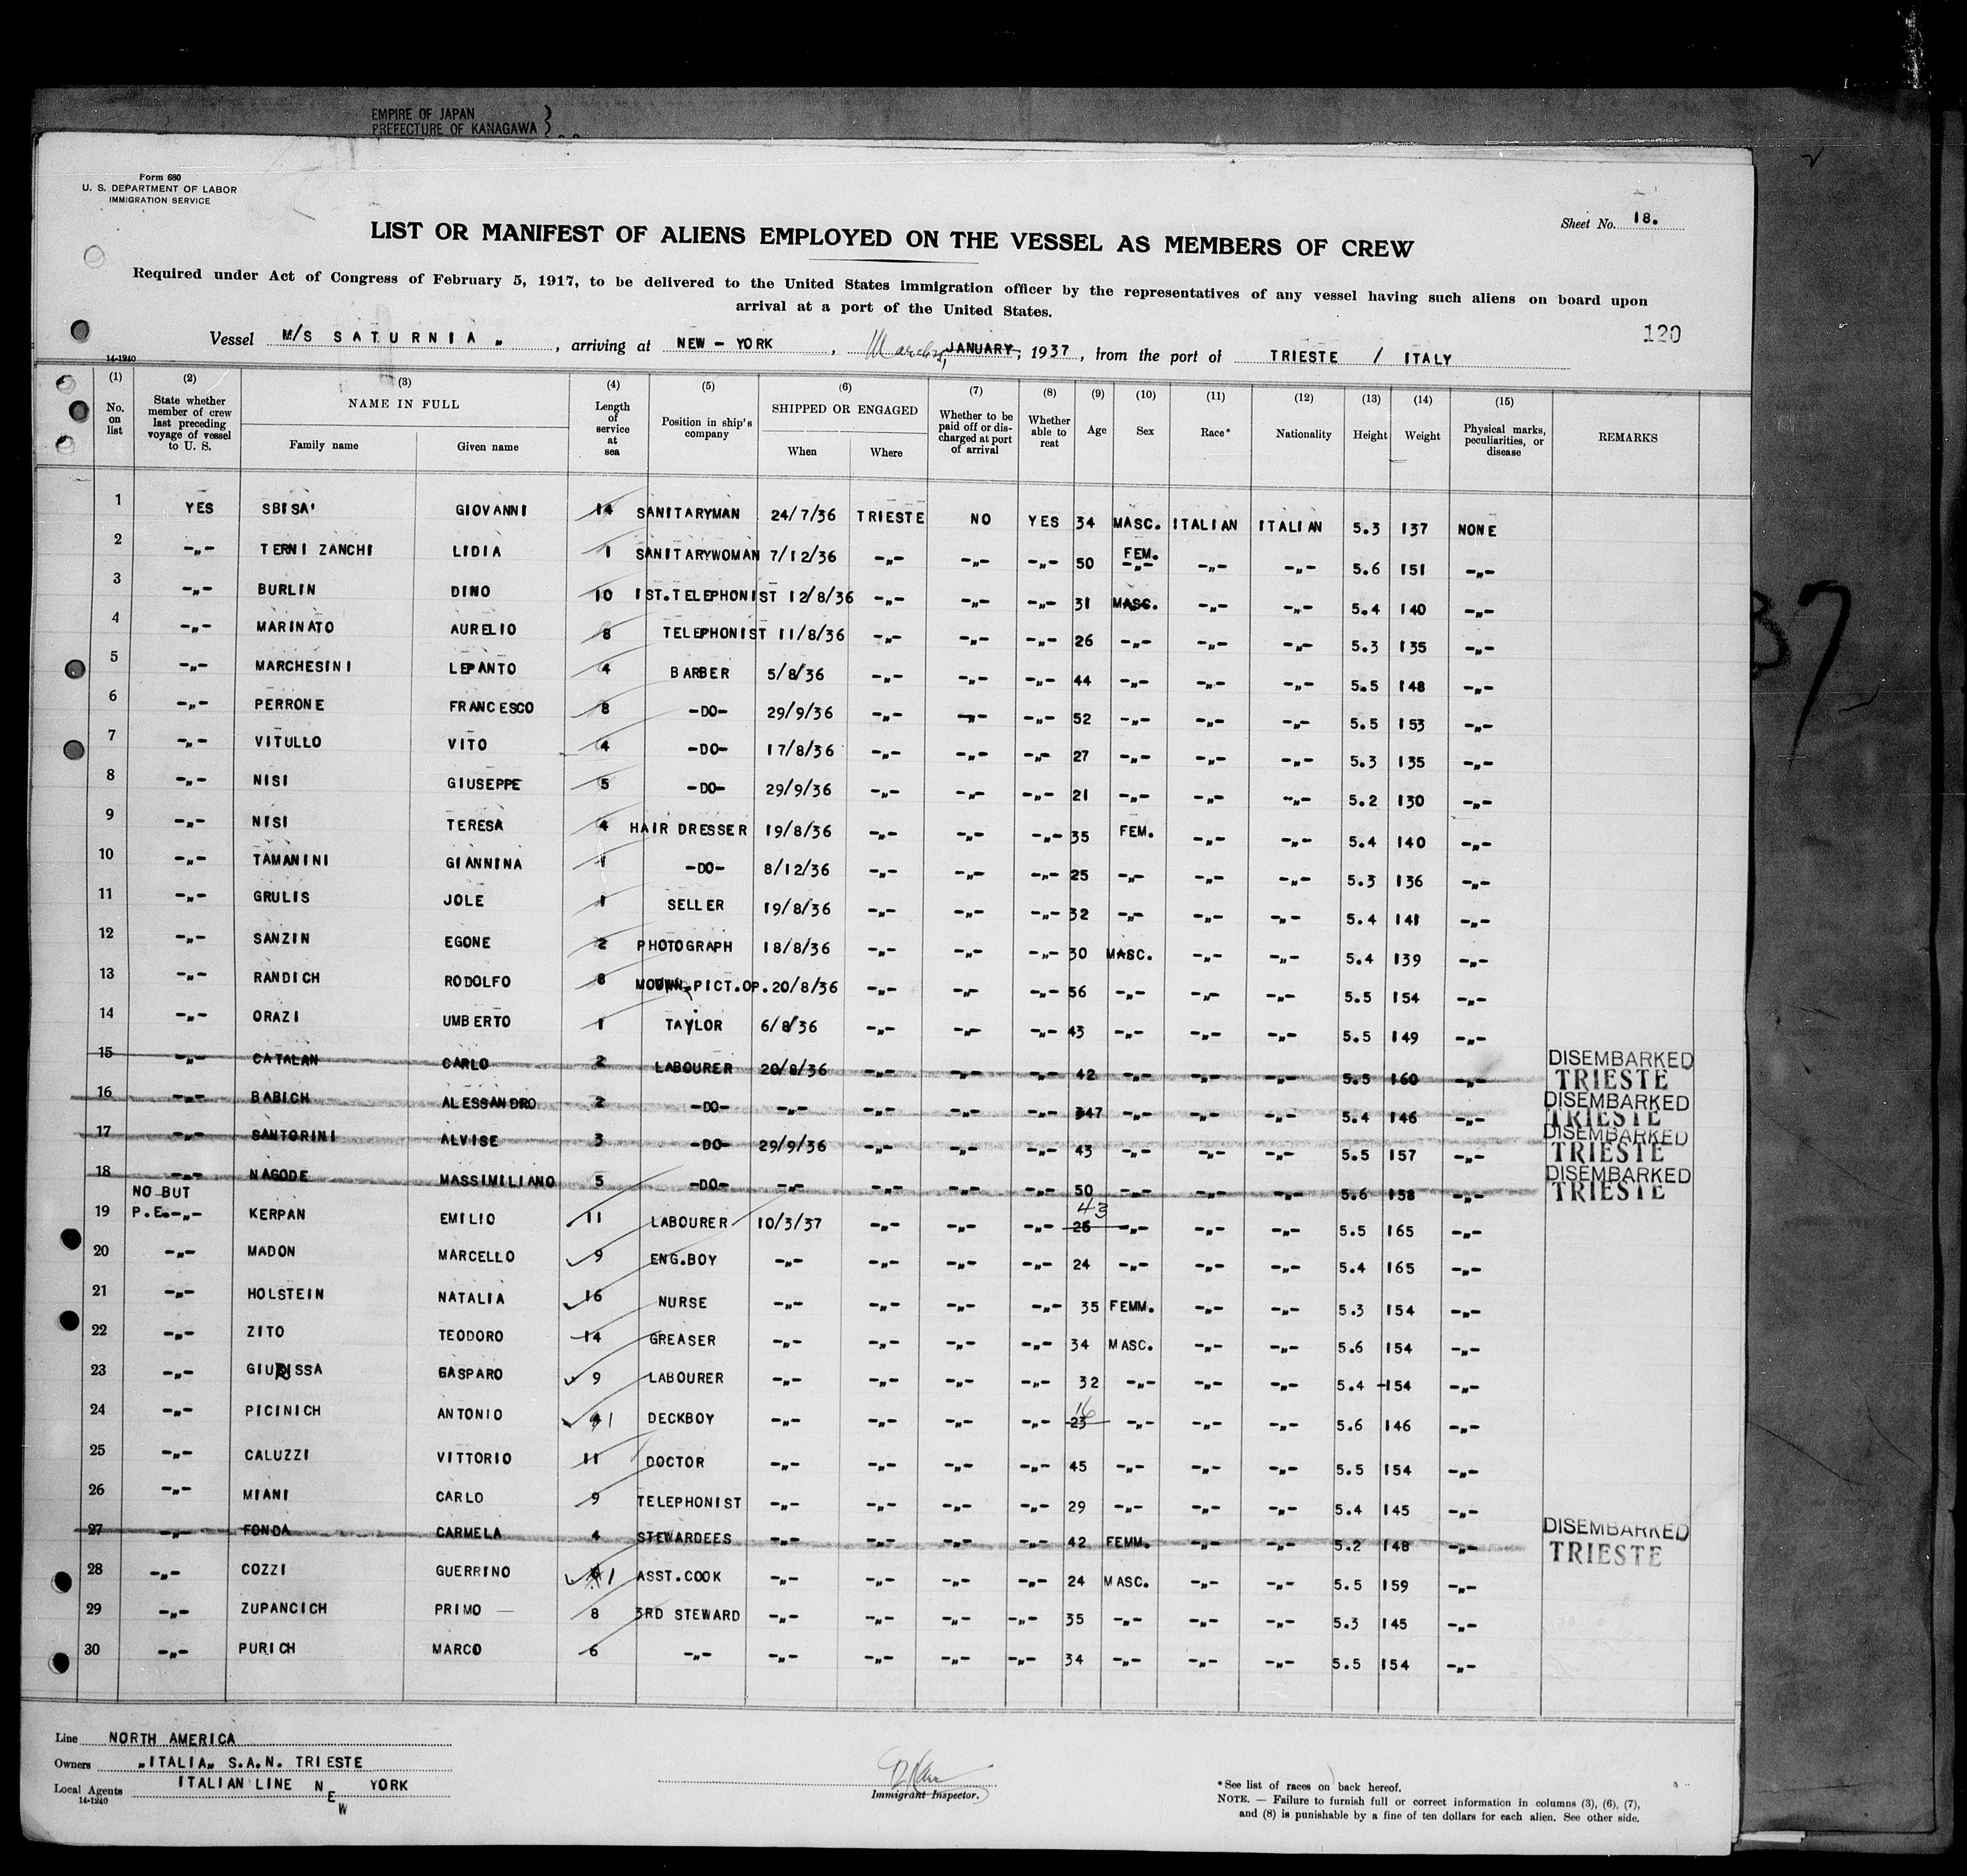 EMPIRE OF JAPAN
PREFECTURE OF KANAGAWA
Form 680
U. S. DEPARTMENT OF LABOR
IMMIGRATION SERVICE
Sheet No. 18.
LIST OR MANIFEST OF ALIENS EMPLOYED ON THE VESSEL AS MEMBERS OF CREW
Required under Act of Congress of February 5, 1917, to be delivered to the United States immigration officer by the representatives of any vessel having such aliens on board upon
arrival at a port of the United States.
120
Vessel M/S SATURNIA „ , arriving at NEW - YORK , JANUARY, 1937, from the port of TRIESTE / ITALY
14-1240
(1) (2) (3) (4) (5) (6) (7) (8) (9) (10) (11) (12) (13) (14) (15)
No. on list State whether member of crew last preceding voyage of vessel to U. S. NAME IN FULL Family name Given name Length of service at sea Position in ship's company SHIPPED OR ENGAGED When Where Whether to be paid off or discharged at port of arrival Whether able to reat Age Sex Race* Nationality Height Weight Physical marks, peculiarities, or disease REMARKS
1 YES SBISA' GIOVANNI 14 SANITARYMAN 24/7/36 TRIESTE NO YES 34 MASC. ITALIAN ITALIAN 5.3 137 NONE
2 -„- TERNI ZANCHI LIDIA 1 SANITARYWOMAN 7/12/36 -„- -„- -„- 50 FEM. -„- -„- -„- 5.6 151 -„-
3 -„- BURLIN DINO 10 1ST.TELEPHONIST 12/8/36 -„- -„- -„- 31 MASC. -„- -„- 5.4 140 -„-
4 -„- MARINATO AURELIO 8 TELEPHONIST 11/8/36 -„- -„- -„- 26 -„- -„- -„- 5.3 135 -„-
5 -„- MARCHESINI LEPANTO 4 BARBER 5/8/36 -„- -„- -„- 44 -„- -„- -„- 5.5 148 -„-
6 -„- PERRONE FRANCESCO 8 -DO- 29/9/36 -„- -„- -„- 52 -„- -„- -„- 5.5 153 -„-
7 -„- VITULLO VITO 4 -DO- 17/8/36 -„- -„- -„- 27 -„- -„- -„- 5.3 135 -„-
8 -„- NISI GIUSEPPE 5 -DO- 29/9/36 -„- -„- -„- 21 -„- -„- -„- 5.2 130 -„-
9 -„- NISI TERESA 4 HAIR DRESSER 19/8/36 -„- -„- -„- 35 FEM. -„- -„- 5.4 140 -„-
10 -„- TAMANINI GIANNINA 1 -DO- 8/12/36 -„- -„- -„- 25 -„- -„- -„- 5.3 136 -„-
11 -„- GRULIS JOLE 1 SELLER 19/8/36 -„- -„- -„- 32 -„- -„- -„- 5.4 141 -„-
12 -„- SANZIN EGONE 2 PHOTOGRAPH 18/8/36 -„- -„- -„- 30 MASC. -„- -„- 5.4 139 -„-
13 -„- RANDICH RODOLFO 8 PICT.OP. 20/8/36 -„- -„- -„- 56 -„- -„- -„- 5.5 154 -„-
14 -„- ORAZI UMBERTO 1 TAYLOR 6/8/36 -„- -„- -„- 43 -„- -„- -„- 5.5 149 -„-
15 -„- CATALAN CARLO 2 LABOURER 20/8/36 -„- -„- -„- 42 -„- -„- -„- 5.5 160 -„- DISEMBARKED TRIESTE
16 -„- BABICH ALESSANDRO 2 -DO- -„- -„- -„- -„- 347 -„- -„- -„- 5.4 146 -„- DISEMBARKED TRIESTE
17 -„- SANTORINI ALVISE 3 -DO- 29/9/36 -„- -„- -„- 43 -„- -„- -„- 5.5 157 -„- DISEMBARKED TRIESTE
18 -„- NAGODE MASSIMILIANO 5 -DO- -„- -„- -„- -„- 50 -„- -„- -„- 5.6 158 -„- DISEMBARKED TRIESTE
NO BUT
19 P.E.-„- KERPAN EMILIO 11 LABOURER 10/3/37 -„- -„- -„- 26 43 -„- -„- -„- 5.5 165 -„-
20 -„- MADON MARCELLO 9 ENG.BOY -„- -„- -„- -„- 24 -„- -„- -„- 5.4 165 -„-
21 -„- HOLSTEIN NATALIA 16 NURSE -„- -„- -„- -„- 35 FEMM. -„- -„- 5.3 154 -„-
22 -„- ZITO TEODORO 14 GREASER -„- -„- -„- -„- 34 MASC. -„- -„- 5.6 154 -„-
23 -„- GIURISSA GASPARO 9 LABOURER -„- -„- -„- -„- 32 -„- -„- -„- 5.4 154 -„-
24 -„- PICINICH ANTONIO 1 DECKBOY -„- -„- -„- -„- 23 16 -„- -„- -„- 5.6 146 -„-
25 -„- CALUZZI VITTORIO 11 DOCTOR -„- -„- -„- -„- 45 -„- -„- -„- 5.5 154 -„-
26 -„- MIANI CARLO 9 TELEPHONIST -„- -„- -„- -„- 29 -„- -„- -„- 5.4 145 -„-
27 -„- FONDA CARMELA 4 STEWARDEES -„- -„- -„- -„- 42 FEMM. -„- -„- 5.2 148 -„- DISEMBARKED TRIESTE
28 -„- COZZI GUERRINO 1 ASST.COOK -„- -„- -„- -„- 24 MASC. -„- -„- 5.5 159 -„-
29 -„- ZUPANCICH PRIMO 8 3RD STEWARD -„- -„- -„- -„- 35 -„- -„- -„- 5.3 145 -„-
30 -„- PURICH MARCO 6 -„- -„- -„- -„- -„- 34 -„- -„- -„- 5.5 154 -„-
Line NORTH AMERICA
Owners „ITALIA„ S.A.N. TRIESTE
Local Agents ITALIAN LINE NEW YORK
14-1240
Immigrant Inspector.
*See list of races on back hereof.
NOTE. — Failure to furnish full or correct information in columns (3), (6), (7),
and (8) is punishable by a fine of ten dollars for each alien. See other side.
37